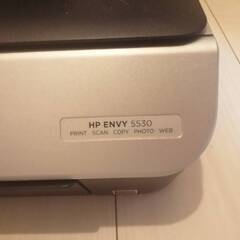 HP ENVY 5530
PRINT SCAN COPY PHOTO WEB